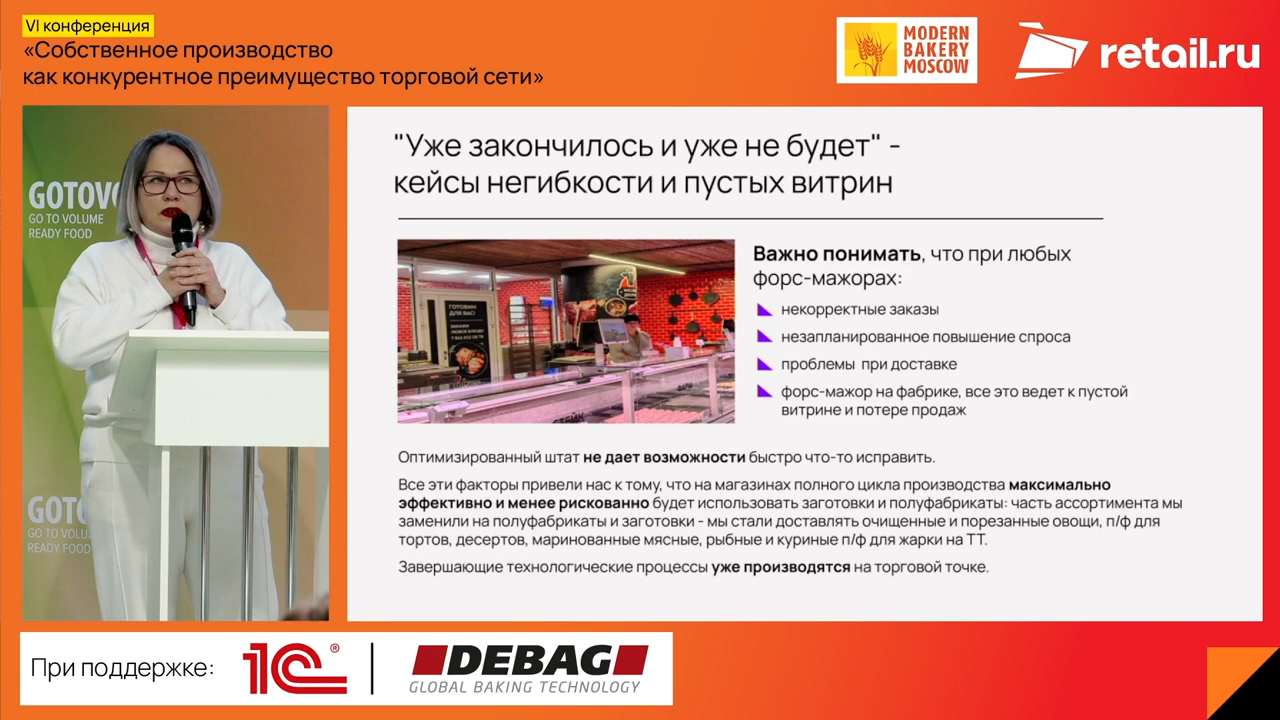 VI конференция
«Собственное производство
как конкурентное преимущество торговой сети»
MODERN
BAKERY
MOSCOW
retail.ru
GOTOVO
GO TO VOLUME
READY FOOD
"Уже закончилось и уже не будет" -
кейсы негибкости и пустых витрин
ГОТОВИМ
ДЛЯ ВАС!
Важно понимать, что при любых
форс-мажорах:
некорректные заказы
незапланированное повышение спроса
проблемы при доставке
форс-мажор на фабрике, все это ведет к пустой
витрине и потере продаж
Оптимизированный штат не дает возможности быстро что-то исправить.
Все эти факторы привели нас к тому, что на магазинах полного цикла производства максимально
эффективно и менее рискованно будет использовать заготовки и полуфабрикаты: часть ассортимента мы
заменили на полуфабрикаты и заготовки - мы стали доставлять очищенные и порезанные овощи, п/ф для
тортов, десертов, маринованные мясные, рыбные и куриные п/ф для жарки на ТТ.
Завершающие технологические процессы уже производятся на торговой точке.
GOTO
GO TO VOLU
READY FOOD
При поддержке:
1С®
DEBAG
GLOBAL BAKING TECHNOLOGY